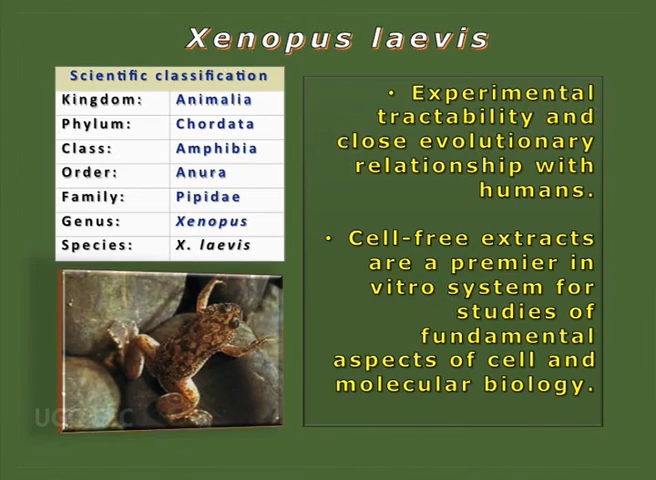 Xenopus laevis
Scientific classification
Kingdom: Animalia
Phylum: Chordata
Class: Amphibia
Order: Anura
Family: Pipidae
Genus: Xenopus
Species: X. laevis
• Experimental
tractability and
close evolutionary
relationship with
humans.
• Cell-free extracts
are a premier in
vitro system for
studies of
fundamental
aspects of cell and
molecular biology.